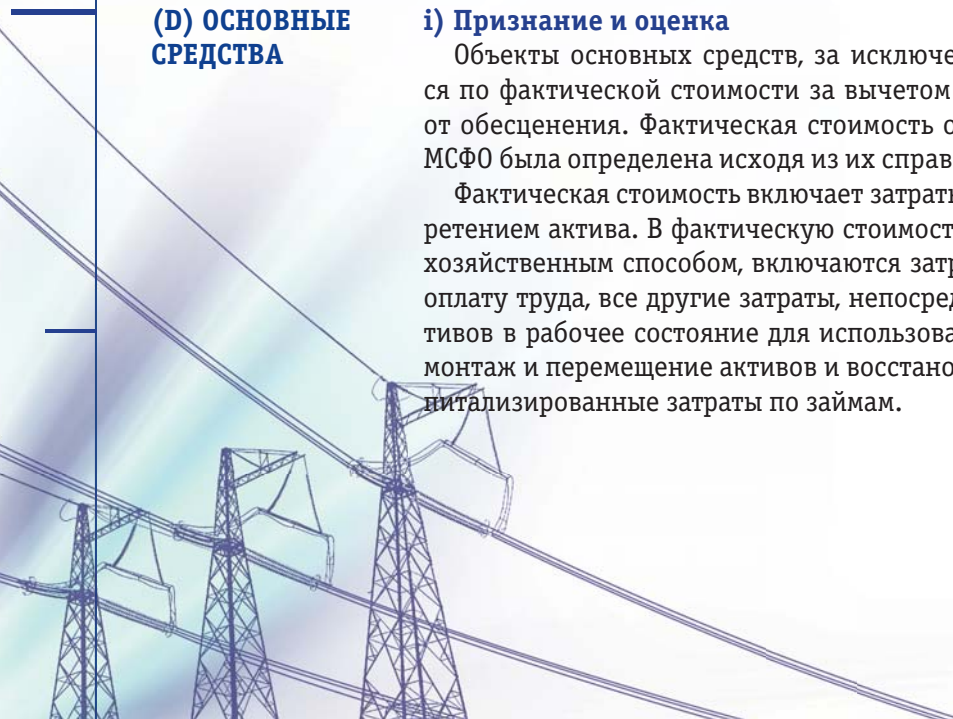 (D) ОСНОВНЫЕ
СРЕДСТВА
i) Признание и оценка
Объекты основных средств, за исключе
ся по фактической стоимости за вычетом
от обесценения. Фактическая стоимость о
МСФО была определена исходя из их справ
Фактическая стоимость включает затрать
ретением актива. В фактическую стоимост
хозяйственным способом, включаются затр
оплату труда, все другие затраты, непосред
тивов в рабочее состояние для использова
монтаж и перемещение активов и восстано
питализированные затраты по займам.